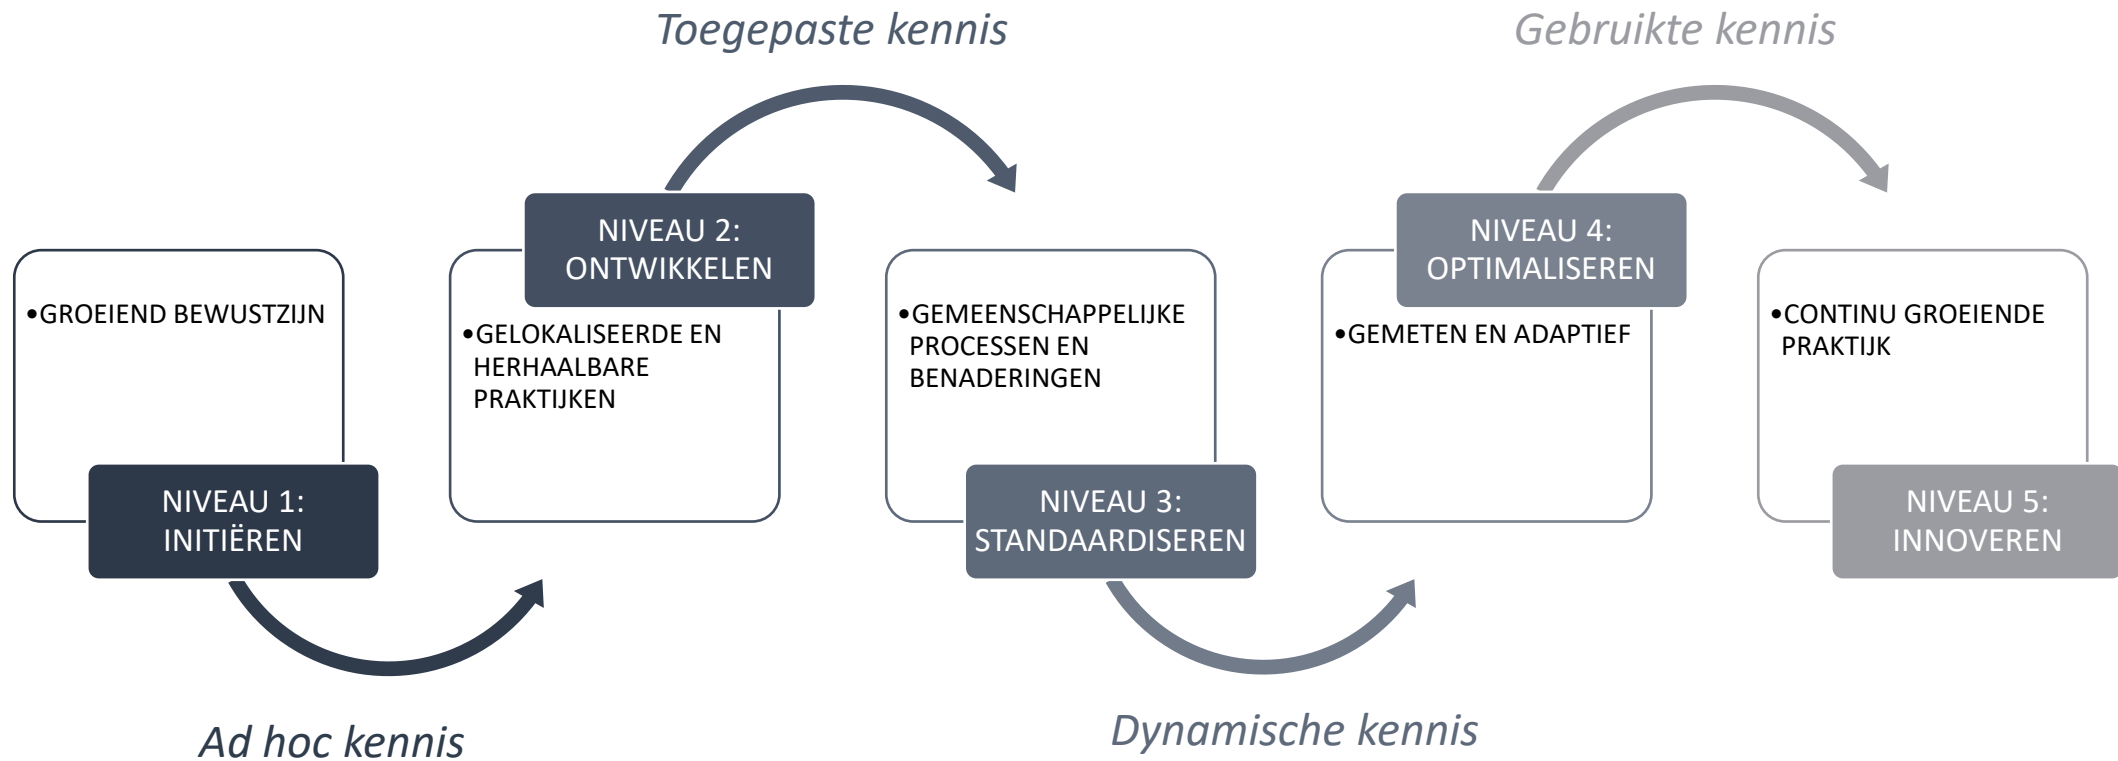 Toegepaste kennis
Gebruikte kennis
•GROEIEND BEWUSTZIJN
NIVEAU 1:
INITIËREN
NIVEAU 2:
ONTWIKKELEN
•GELOKALISEERDE EN
HERHAALBARE
PRAKTIJKEN
•GEMEENSCHAPPELIJKE
PROCESSEN EN
BENADERINGEN
NIVEAU 3:
STANDAARDISEREN
NIVEAU 4:
OPTIMALISEREN
•GEMETEN EN ADAPTIEF
•CONTINU GROEIENDE
PRAKTIJK
NIVEAU 5:
INNOVEREN
Ad hoc kennis
Dynamische kennis